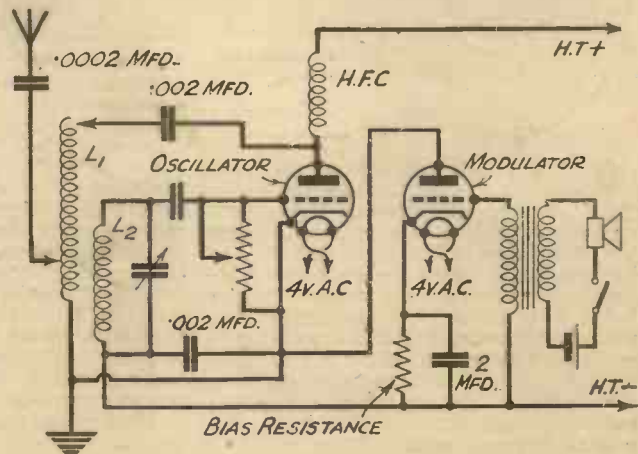 .0002 MFD.
.002 MFD.
H.F.C
H.T+
L1
OSCILLATOR
MODULATOR
L2
4V.A.C
4V.A.C.
.002 MFD.
2
MFD.
BIAS RESISTANCE
H.T.-